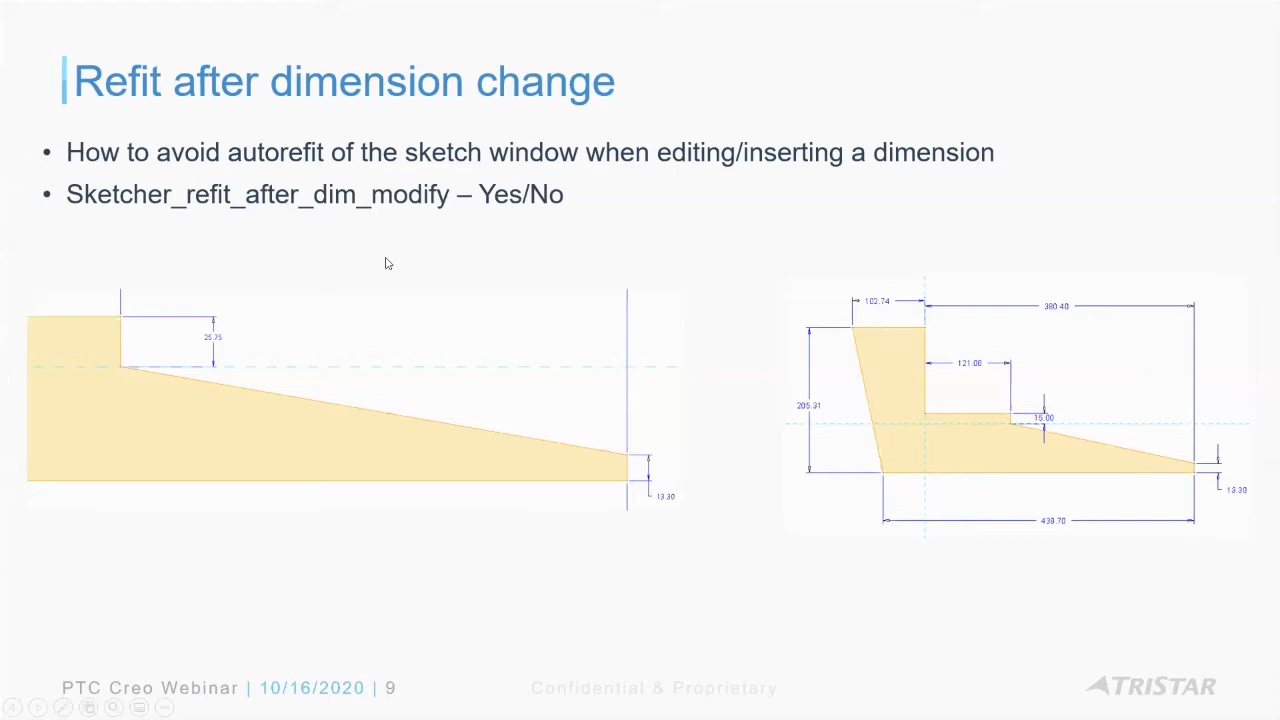 Refit after dimension change
• How to avoid autorefit of the sketch window when editing/inserting a dimension
• Sketcher_refit_after_dim_modify – Yes/No
25.75
13.30
102.74
380.40
121.08
205.31
15.00
13.30
439.70
PTC Creo Webinar | 10/16/2020 | 9
Confidential & Proprietary
TRISTAR